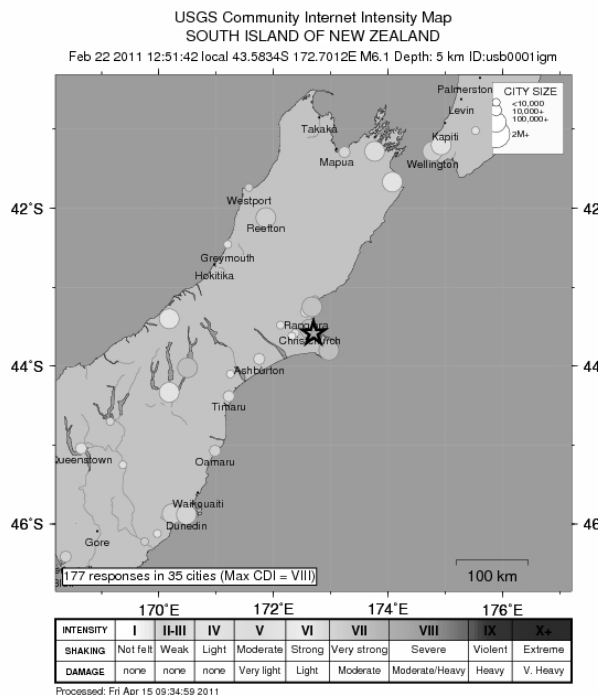 USGS Community Internet Intensity Map
SOUTH ISLAND OF NEW ZEALAND
Feb 22 2011 12:51:42 local 43.5834S 172.7012E M6.1 Depth: 5 km ID:usb0001igm
Palmerston
CITY SIZE
<10,000
10,000+
100,000+
2M+
Levin
Takaka
Kapiti
Mapua
Wellington
Westport
42°S
42°
Reefton
Greymouth
Hokitika
Rangiora
Christchurch
44°S
44°
Ashburton
Timaru
Queenstown
Oamaru
Waikouaiti
46°S
46°
Dunedin
Gore
177 responses in 35 cities (Max CDI = VIII)
100 km
170°E 172°E 174°E 176°E
INTENSITY I II-III IV V VI VII VIII IX X+
SHAKING Not felt Weak Light Moderate Strong Very strong Severe Violent Extreme
DAMAGE none none none Very light Light Moderate Moderate/Heavy Heavy V. Heavy
Processed: Fri Apr 15 09:34:59 2011